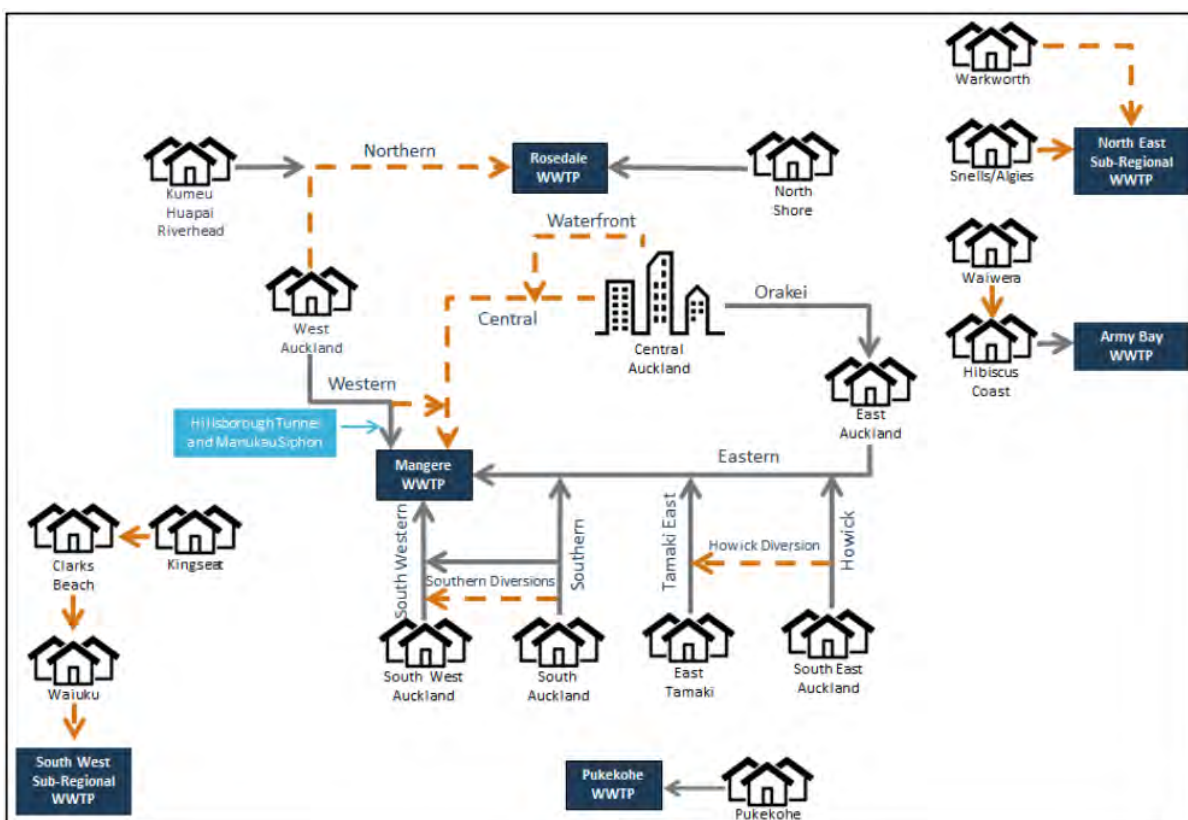 Warkworth
Snells/Algies
North East
Sub-Regional
WWTP
Kumeu
Huapai
Riverhead
Northern
Rosedale
WWTP
North
Shore
Waterfront
Waiwera
West
Auckland
Central
Central
Auckland
Orakei
Hibiscus
Coast
Army Bay
WWTP
Western
East
Auckland
Hillsborough Tunnel
and Manukau Siphon
Mangere
WWTP
Eastern
Clarks
Beach
Kingseat
South Western
Southern Diversions
Southern
Tamaki East
Howick Diversion
Howick
Waiuku
South West
Auckland
South
Auckland
East
Tamaki
South East
Auckland
South West
Sub-Regional
WWTP
Pukekohe
WWTP
Pukekohe